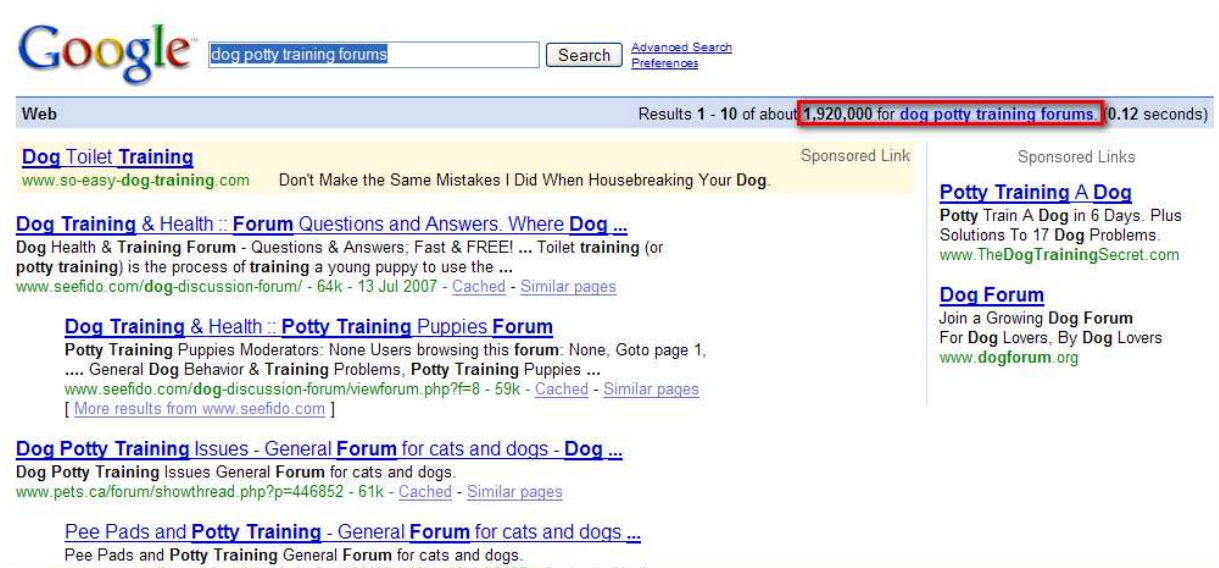 Google™ dog potty training forums Search Advanced Search
Preferences
Web Results 1 - 10 of about 1,920,000 for dog potty training forums. (0.12 seconds)
Dog Toilet Training Sponsored Link
www.so-easy-dog-training.com Don't Make the Same Mistakes I Did When Housebreaking Your Dog.
Dog Training & Health :: Forum Questions and Answers. Where Dog ...
Dog Health & Training Forum - Questions & Answers; Fast & FREE! ... Toilet training (or
potty training) is the process of training a young puppy to use the ...
www.seefido.com/dog-discussion-forum/ - 64k - 13 Jul 2007 - Cached - Similar pages
Dog Training & Health :: Potty Training Puppies Forum
Potty Training Puppies Moderators: None Users browsing this forum: None, Goto page 1,
.... General Dog Behavior & Training Problems, Potty Training Puppies ...
www.seefido.com/dog-discussion-forum/viewforum.php?f=8 - 59k - Cached - Similar pages
[ More results from www.seefido.com ]
Dog Potty Training Issues - General Forum for cats and dogs - Dog ...
Dog Potty Training Issues General Forum for cats and dogs.
www.pets.ca/forum/showthread.php?p=446852 - 61k - Cached - Similar pages
Pee Pads and Potty Training - General Forum for cats and dogs ...
Pee Pads and Potty Training General Forum for cats and dogs.
Sponsored Links
Potty Training A Dog
Potty Train A Dog in 6 Days. Plus
Solutions To 17 Dog Problems.
www.TheDogTrainingSecret.com
Dog Forum
Join a Growing Dog Forum
For Dog Lovers, By Dog Lovers
www.dogforum.org